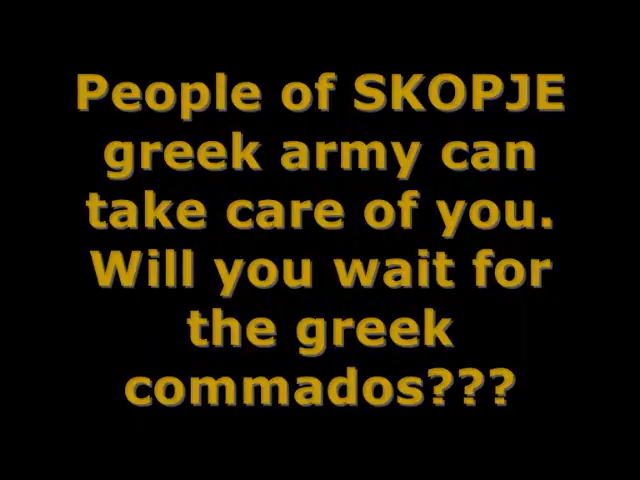 People of SKOPJE
greek army can
take care of you.
Will you wait for
the greek
commados???